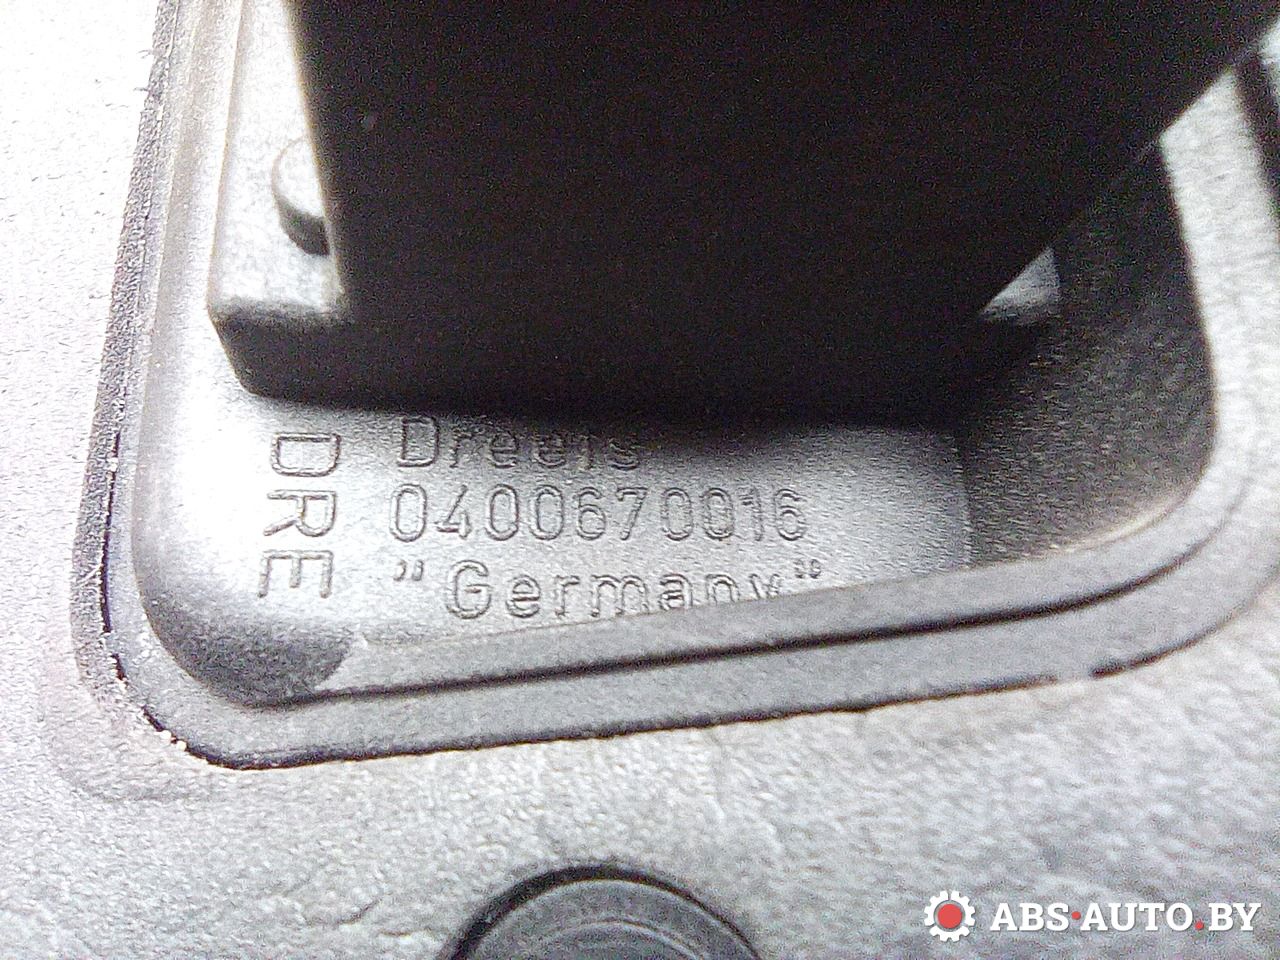 Dreefs
0400670016
"Germany"
DRE
ABS-AUTO.BY